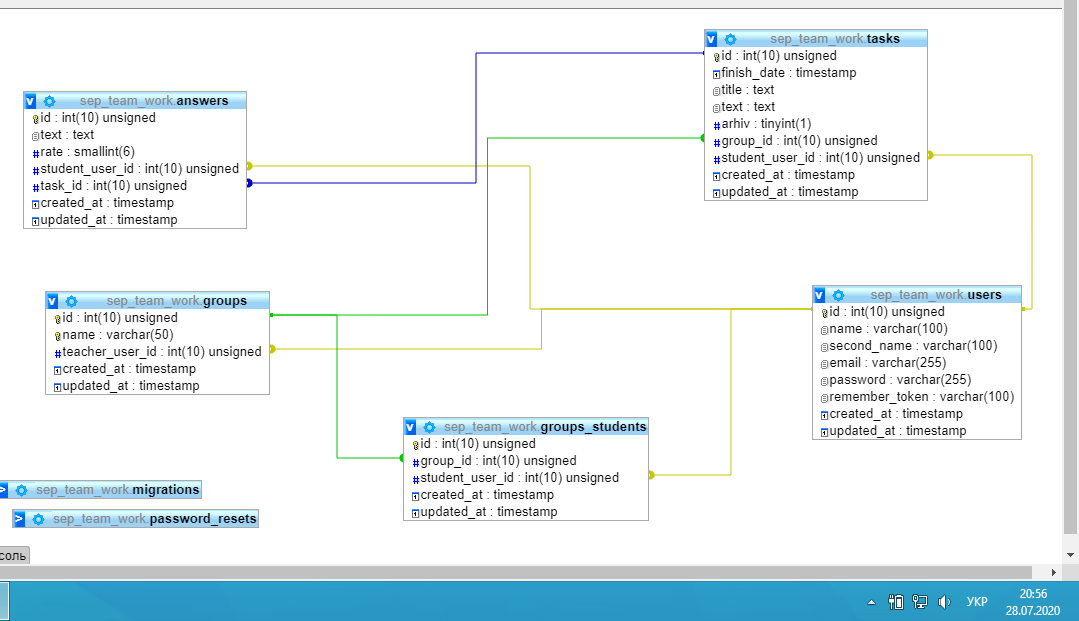 sep_team_work.tasks
id : int(10) unsigned
finish_date : timestamp
title : text
text : text
arhiv : tinyint(1)
group_id : int(10) unsigned
student_user_id : int(10) unsigned
created_at : timestamp
updated_at : timestamp
sep_team_work.answers
id : int(10) unsigned
text : text
rate : smallint(6)
student_user_id : int(10) unsigned
task_id : int(10) unsigned
created_at : timestamp
updated_at : timestamp
sep_team_work.groups
id : int(10) unsigned
name : varchar(50)
teacher_user_id : int(10) unsigned
created_at : timestamp
updated_at : timestamp
sep_team_work.users
id : int(10) unsigned
name : varchar(100)
second_name : varchar(100)
email : varchar(255)
password : varchar(255)
remember_token : varchar(100)
created_at : timestamp
updated_at : timestamp
sep_team_work.groups_students
id : int(10) unsigned
group_id : int(10) unsigned
student_user_id : int(10) unsigned
created_at : timestamp
updated_at : timestamp
sep_team_work.migrations
sep_team_work.password_resets
соль
УКР
20:56
28.07.2020